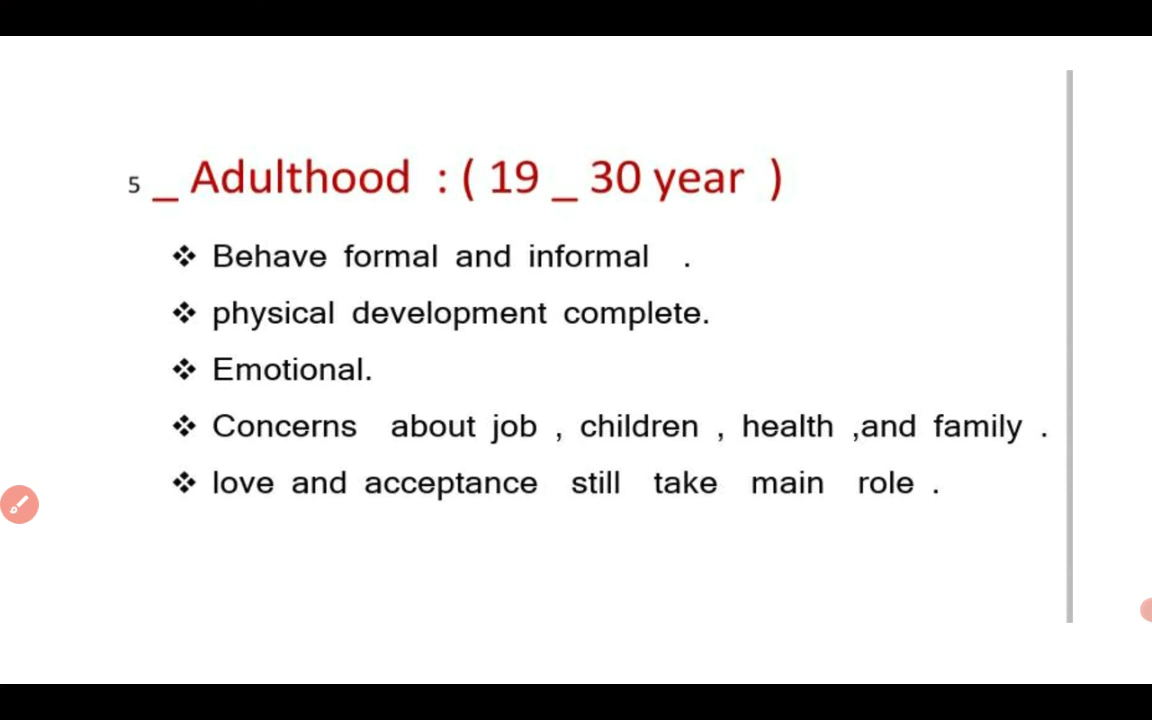 5 _ Adulthood : ( 19 _ 30 year )
❖ Behave formal and informal .
❖ physical development complete.
❖ Emotional.
❖ Concerns about job , children , health ,and family .
❖ love and acceptance still take main role .